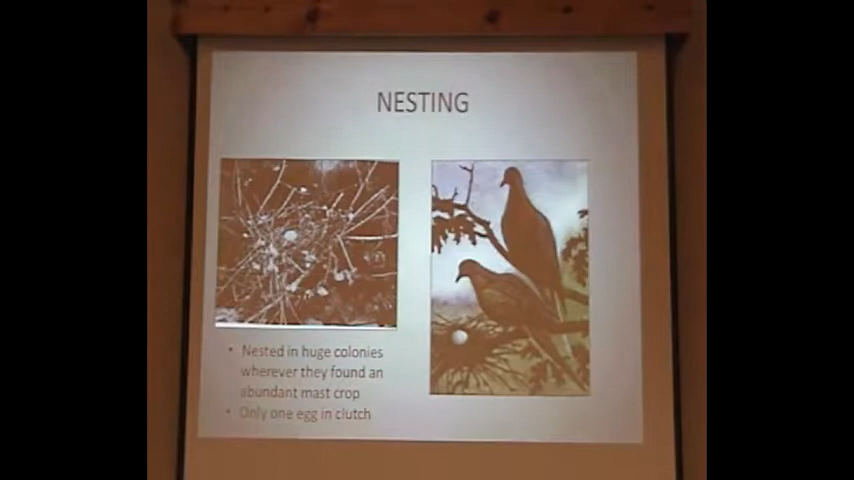 NESTING
• Nested in huge colonies
wherever they found an
abundant mast crop
• Only one egg in clutch